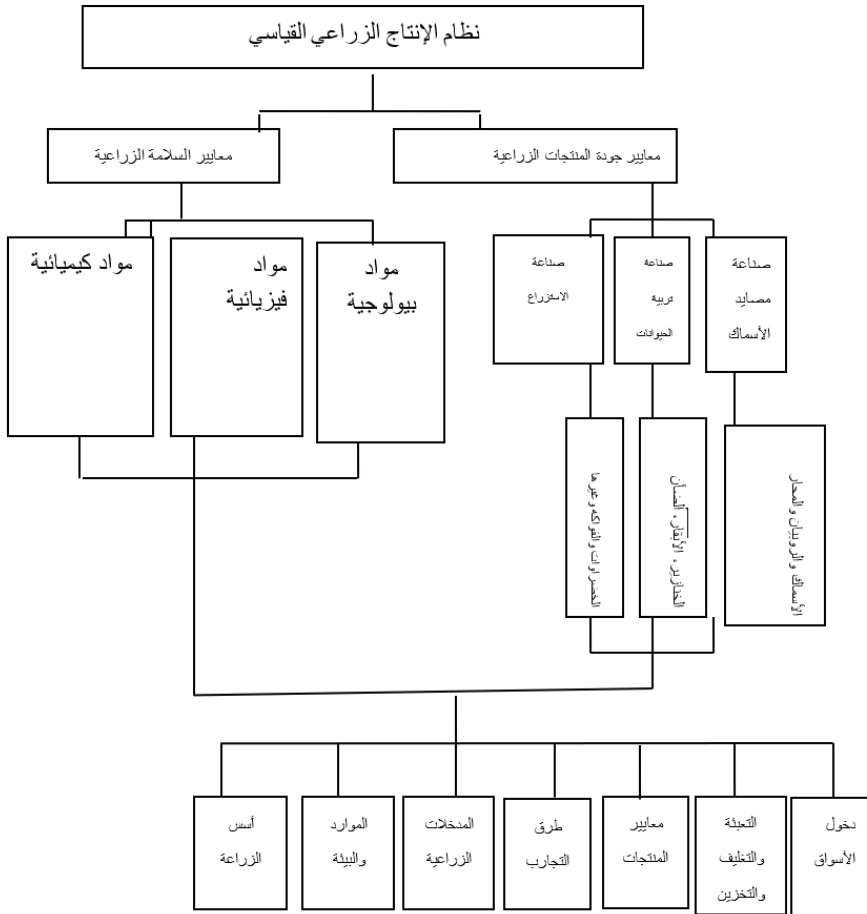 نظام الإنتاج الزراعي القياسي
معايير جودة المنتجات الزراعية
معايير السلامة الزراعية
صناعة
مصايد
الأسماك
صناعة
تربية
الحيوانات
صناعة
الاستزراع
مواد
بيولوجية
مواد
فيزيائية
مواد كيميائية
الأسماك والروبيان والمحار
الخنازير، الأبقار، الضأن
الخضراوات والفواكه وغيرها
دخول
الأسواق
التعبئة
والتغليف
والتخزين
معايير
المنتجات
طرق
التجارب
المدخلات
الزراعية
الموارد
والبيئة
أسس
الزراعة